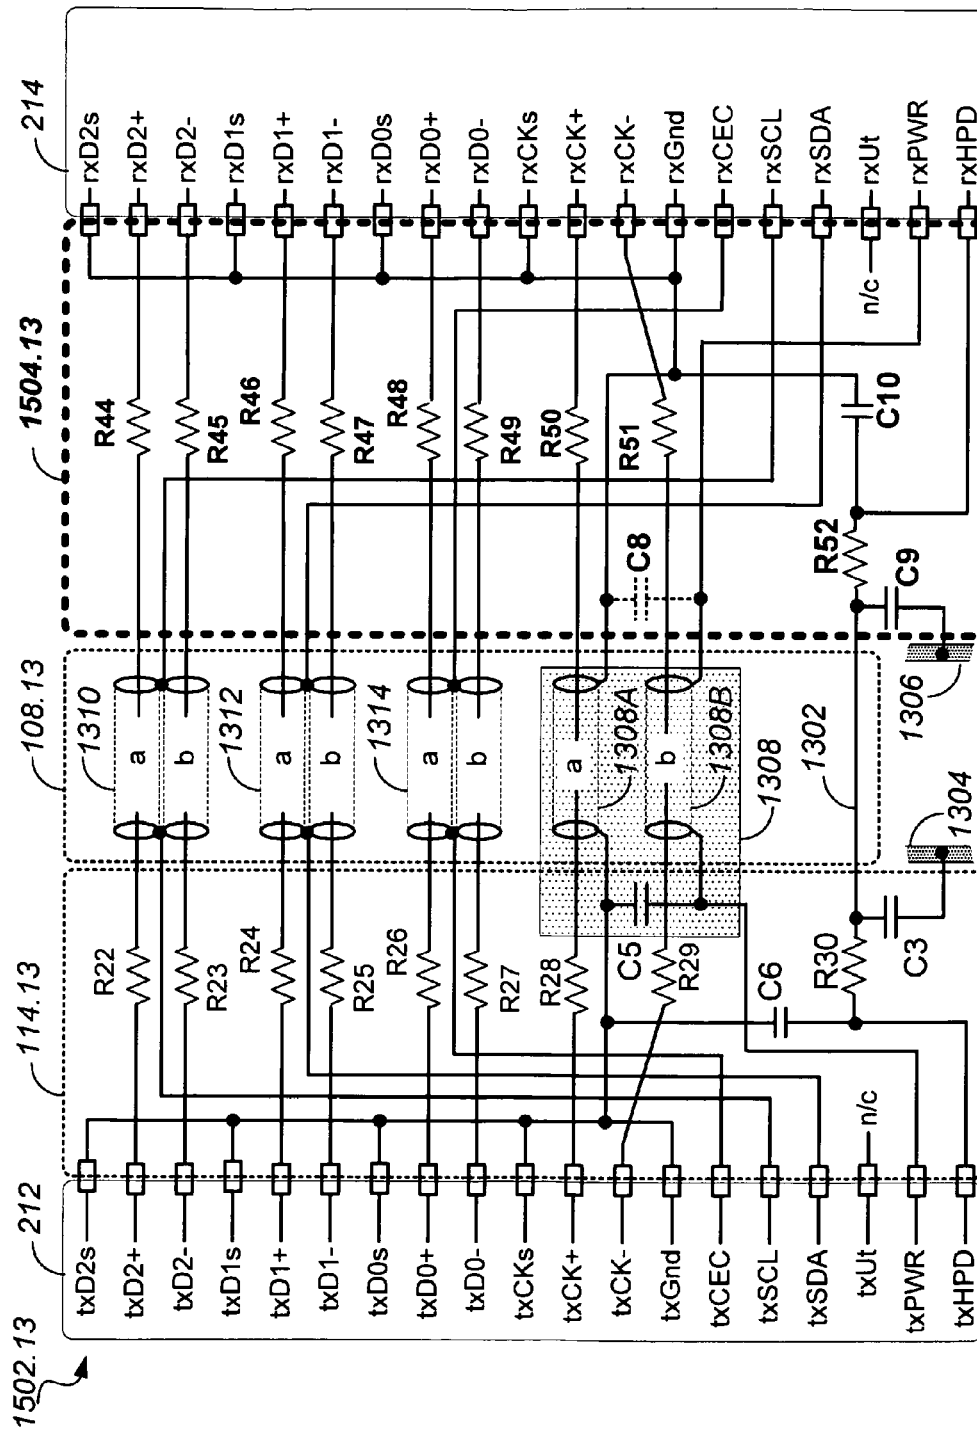 1502.13
212
txD2s
txD2+
txD2-
txD1s
txD1+
txD1-
txD0s
txD0+
txD0-
txCKs
txCK+
txCK-
txGnd
txCEC
txSCL
txSDA
txUt
txPWR
txHPD
n/c
114.13
R22
R23
R24
R25
R26
R27
R28
C5
R29
C6
R30
C3
108.13
1310
a
b
1312
a
b
1314
a
b
a
b
1308A
1308B
1308
1302
1304
1306
1504.13
R44
R45
R46
R47
R48
R49
R50
R51
C8
C10
R52
C9
n/c
214
rxD2s
rxD2+
rxD2-
rxD1s
rxD1+
rxD1-
rxD0s
rxD0+
rxD0-
rxCKs
rxCK+
rxCK-
rxGnd
rxCEC
rxSCL
rxSDA
rxUt
rxPWR
rxHPD